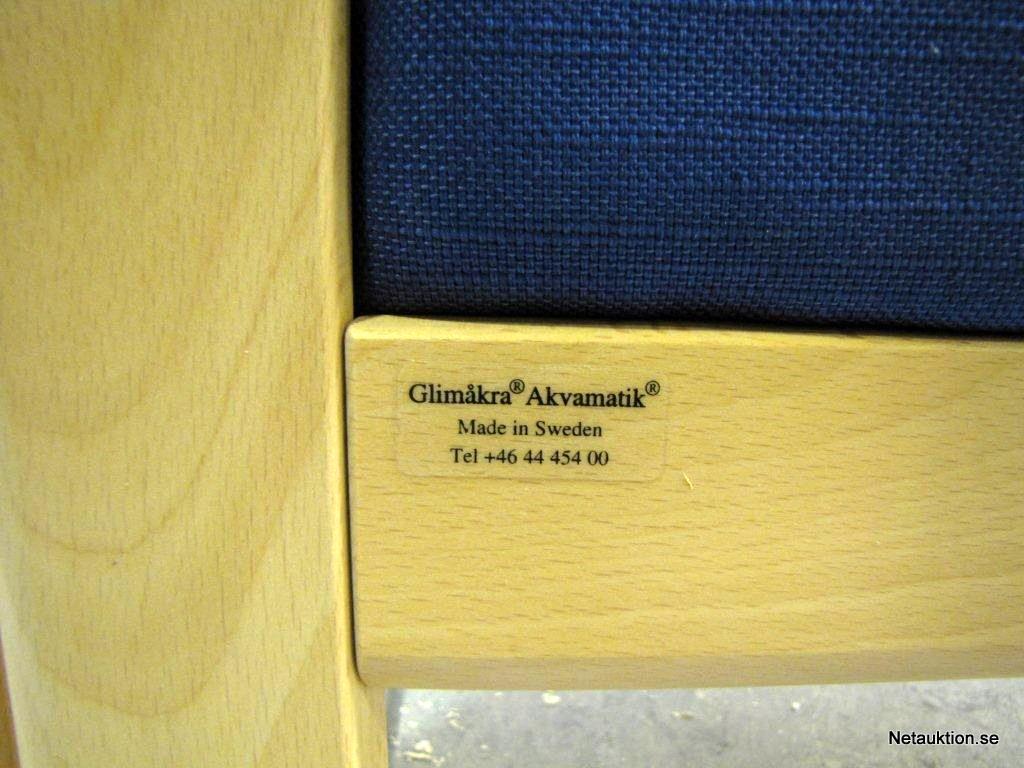 Glimåkra® Akvamatik®
Made in Sweden
Tel +46 44 454 00
Netauktion.se